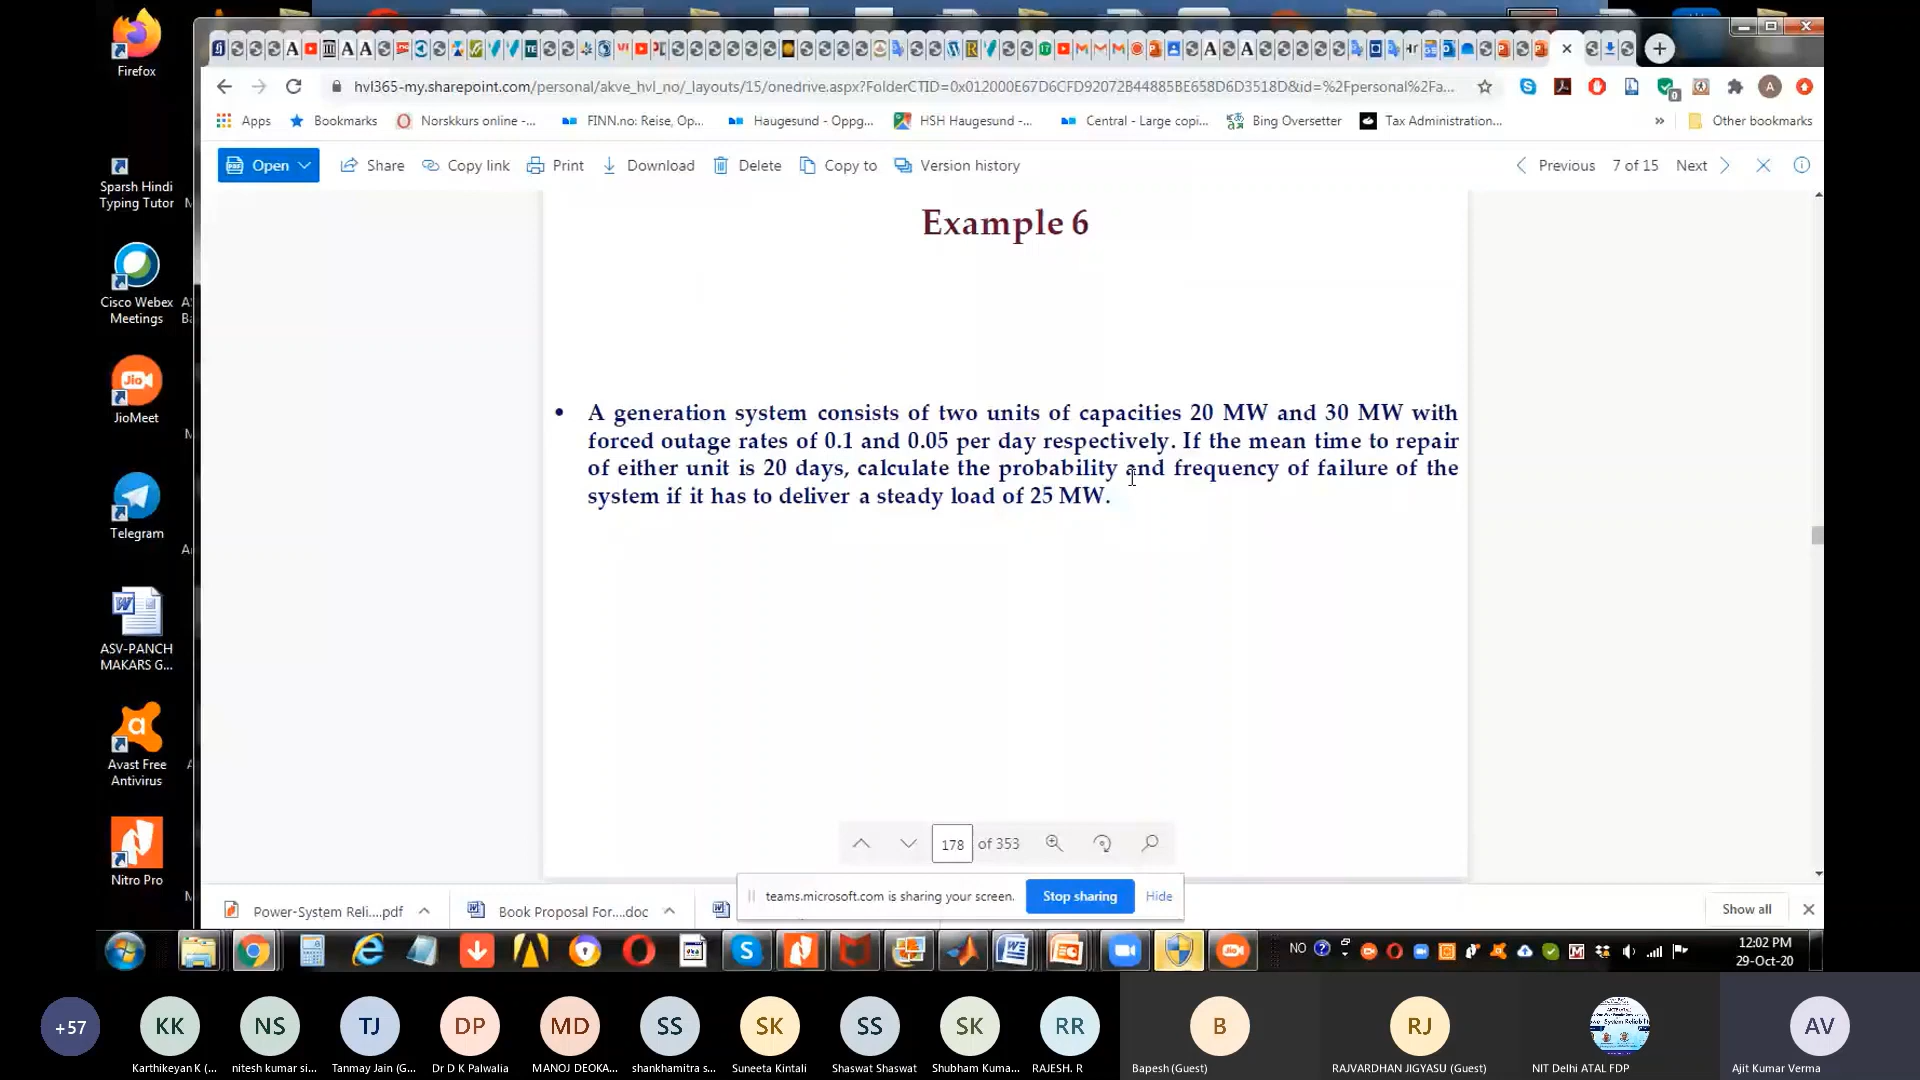 Firefox
Sparsh Hindi
Typing Tutor
Cisco Webex
Meetings
JioMeet
Telegram
ASV-PANCH
MAKARS G...
Avast Free
Antivirus
Nitro Pro
hvl365-my.sharepoint.com/personal/akve_hvl_no/_layouts/15/onedrive.aspx?FolderCTID=0x012000E67D6CFD92072B44885BE658D6D3518D&id=%2Fpersonal%2Fa...
Apps
Bookmarks
Norskkurs online -...
FINN.no: Reise, Op...
Haugesund - Oppg...
HSH Haugesund -...
Central - Large copi...
Bing Oversetter
Tax Administration...
»
Other bookmarks
Open
Share
Copy link
Print
Download
Delete
Copy to
Version history
Previous
7 of 15
Next
Example 6
• A generation system consists of two units of capacities 20 MW and 30 MW with
forced outage rates of 0.1 and 0.05 per day respectively. If the mean time to repair
of either unit is 20 days, calculate the probability and frequency of failure of the
system if it has to deliver a steady load of 25 MW.
178 of 353
teams.microsoft.com is sharing your screen.
Stop sharing
Hide
Power-System Reli....pdf
Book Proposal For....doc
Show all
NO
12:02 PM
29-Oct-20
+57
KK
NS
TJ
DP
MD
SS
SK
SS
SK
RR
B
RJ
AV
Karthikeyan K (...
nitesh kumar si...
Tanmay Jain (G...
Dr D K Palwalia
MANOJ DEOKA...
shankhamitra s...
Suneeta Kintali
Shaswat Shaswat
Shubham Kuma...
RAJESH. R
Bapesh (Guest)
RAJVARDHAN JIGYASU (Guest)
NIT Delhi ATAL FDP
Ajit Kumar Verma